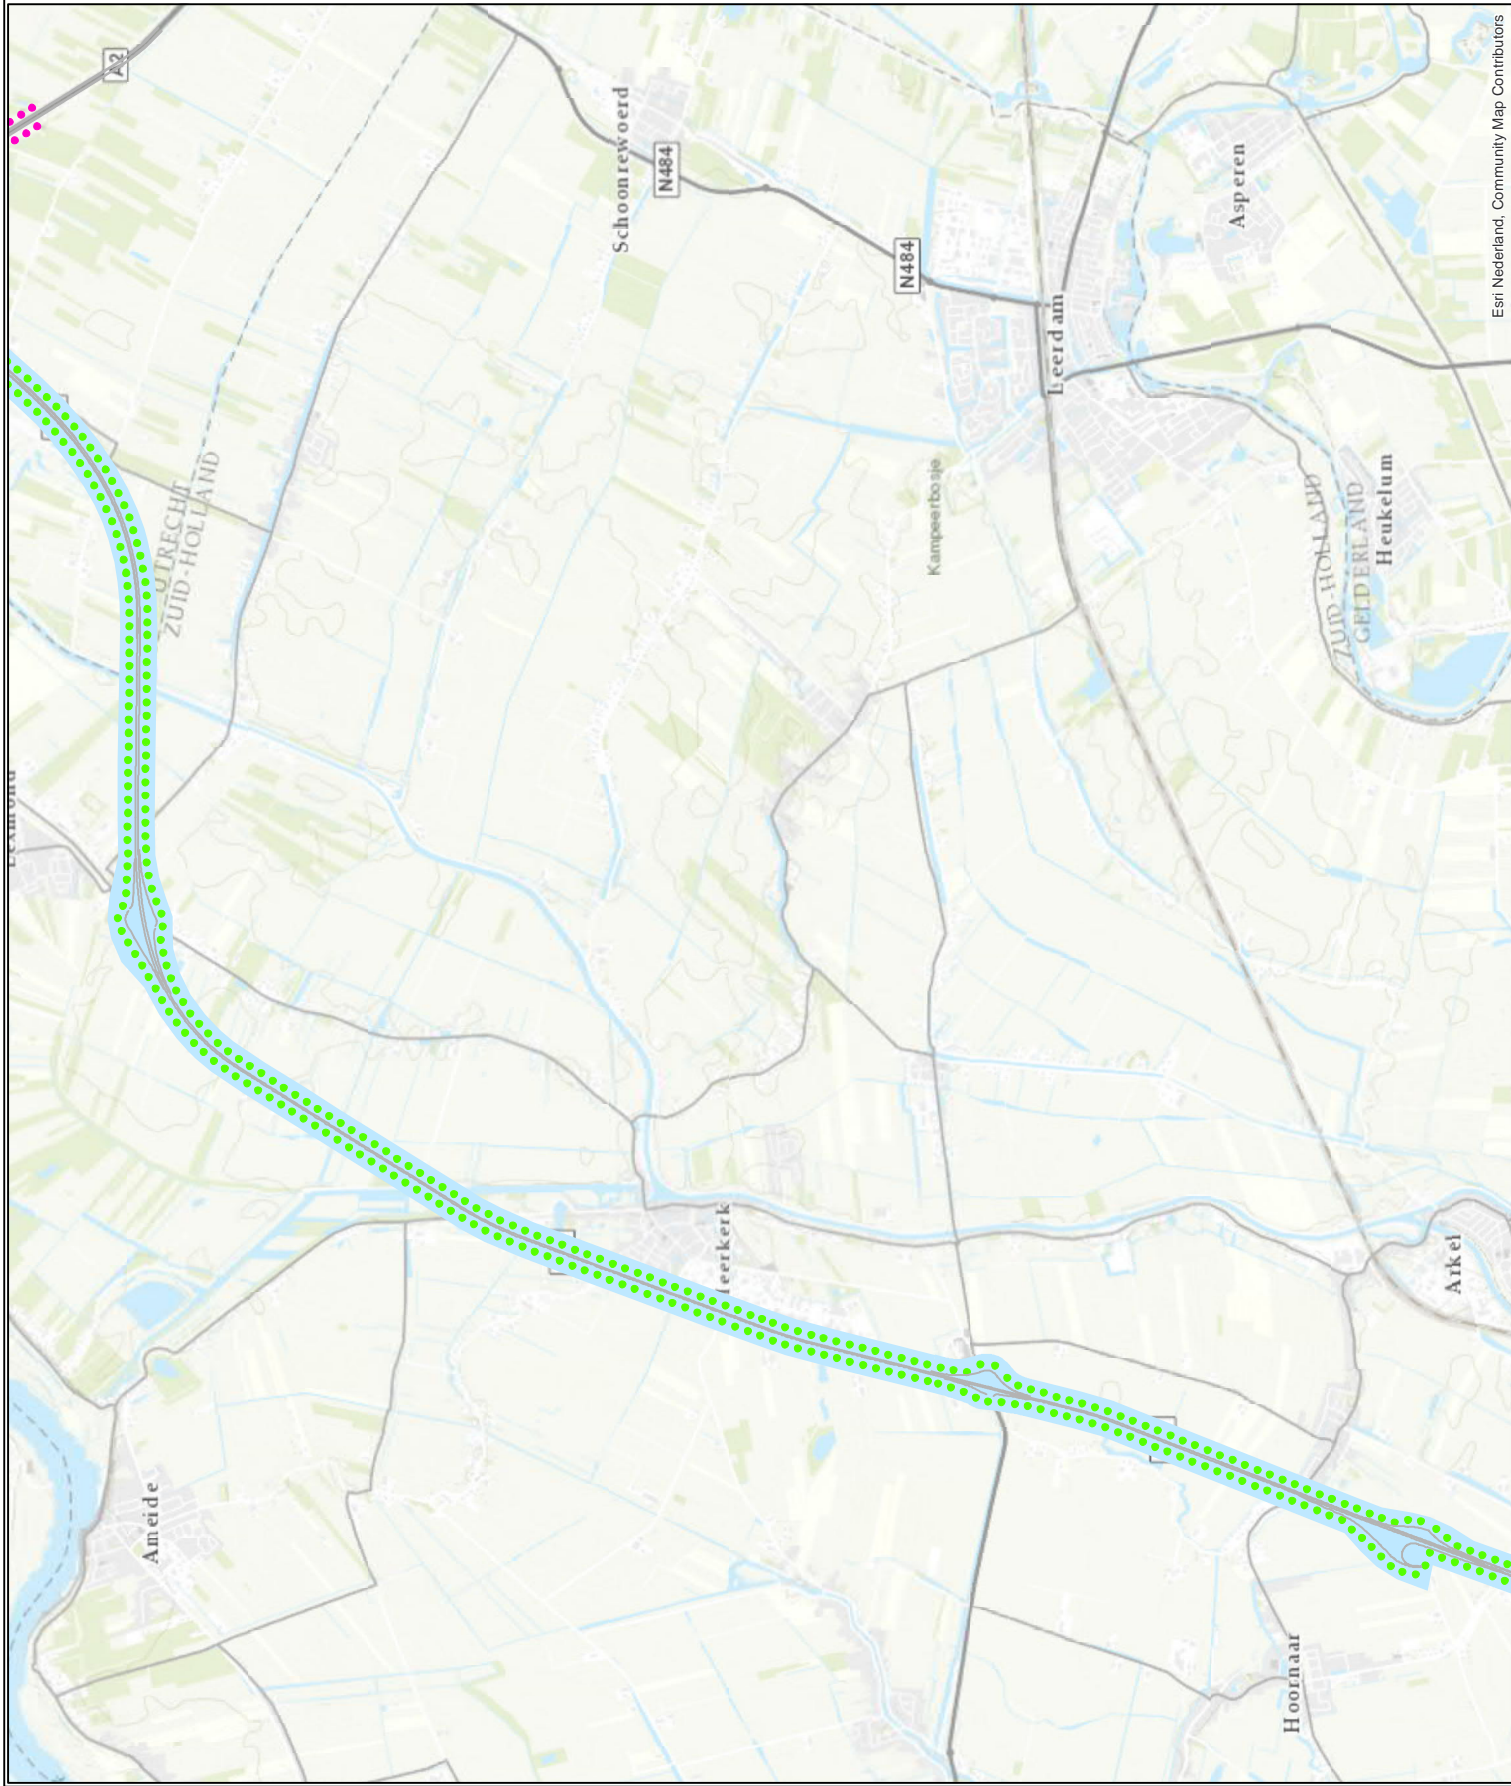 A2
Schoonrewoerd
N484
N484
Leerdam
Asperen
Kampeerbosje
UTRECHT
ZUID-HOLLAND
ZUID-HOLLAND
GELDERLAND
Heukelum
Ameide
Arkel
Hoornaar
Esri Nederland, Community Map Contributors